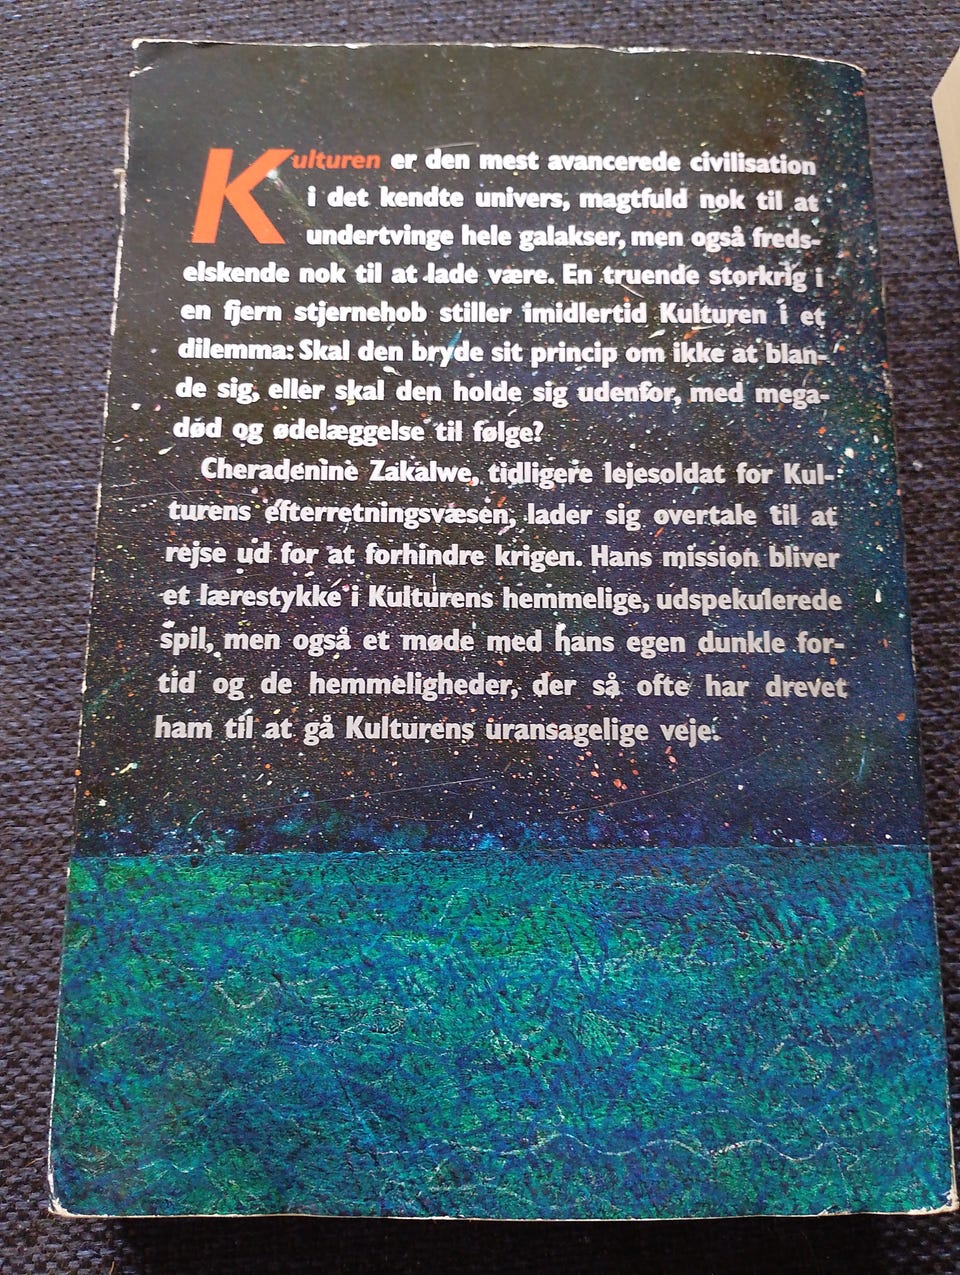 Kulturen er den mest avancerede civilisation
i det kendte univers, magtfuld nok til at
undertvinge hele galakser, men også freds-
elskende nok til at lade være. En truende storkrig i
en fjern stjernehob stiller imidlertid Kulturen i et
dilemma: Skal den bryde sit princip om ikke at blan-
de sig, eller skal den holde sig udenfor, med mega-
død og ødelæggelse til følge?
Cheradenine Zakalwe, tidligere lejesoldat for Kul-
turens efterretningsvæsen, lader sig overtale til at
rejse ud for at forhindre krigen. Hans mission bliver
et lærestykke i Kulturens hemmelige, udspekulerede
spil, men også et møde med hans egen dunkle for-
tid og de hemmeligheder, der så ofte har drevet
ham til at gå Kulturens uransagelige veje.